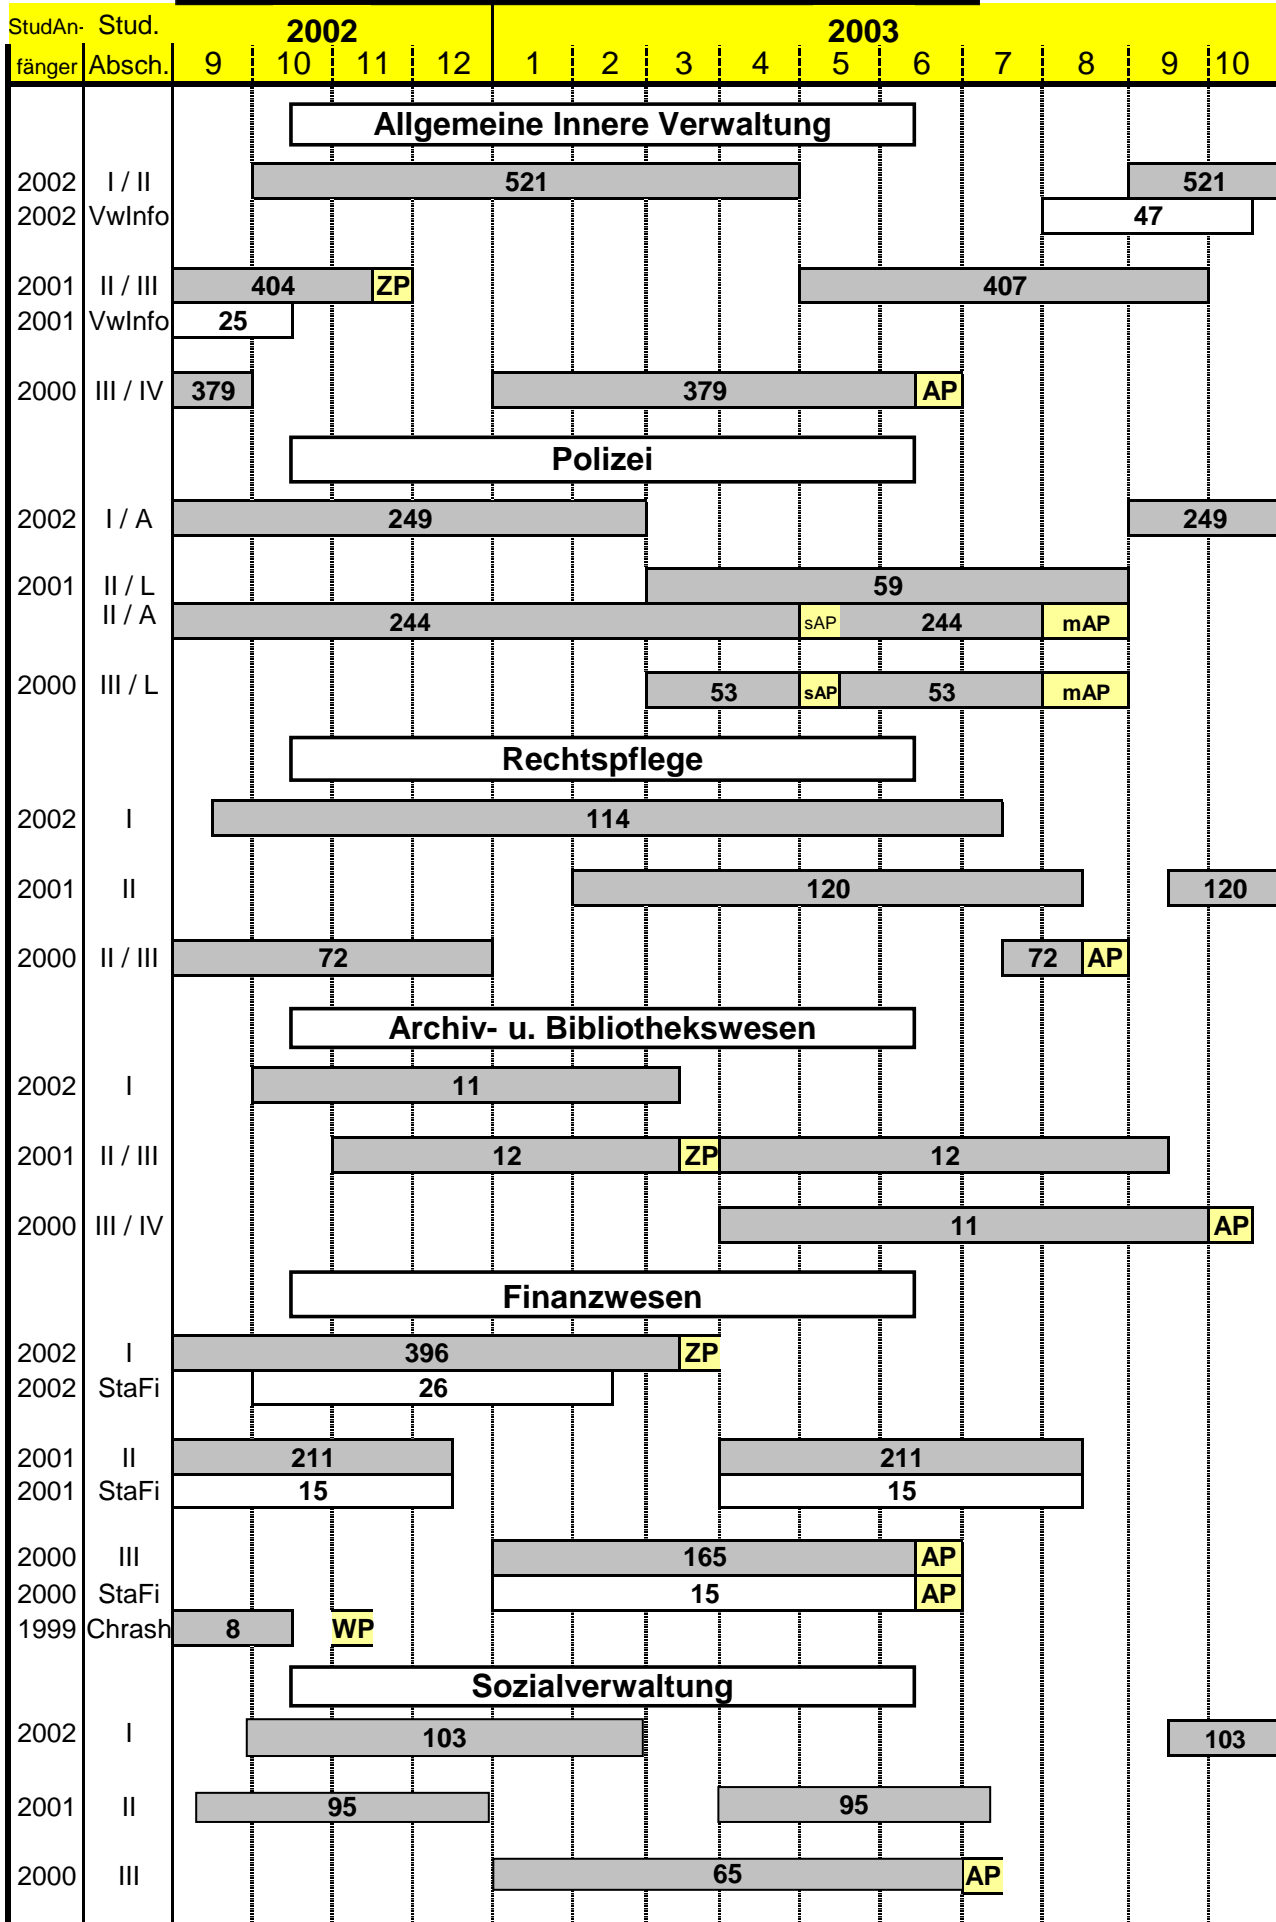 StudAn- Stud. 2002 2003
fänger Absch. 9 10 11 12 1 2 3 4 5 6 7 8 9 10
Allgemeine Innere Verwaltung
2002 I / II 521 521
2002 VwInfo 47
2001 II / III 404 ZP 407
2001 VwInfo 25
2000 III / IV 379 379 AP
Polizei
2002 I / A 249 249
2001 II / L 59
II / A 244 sAP 244 mAP
2000 III / L 53 sAP 53 mAP
Rechtspflege
2002 I 114
2001 II 120 120
2000 II / III 72 72 AP
Archiv- u. Bibliothekswesen
2002 I 11
2001 II / III 12 ZP 12
2000 III / IV 11 AP
Finanzwesen
2002 I 396 ZP
2002 StaFi 26
2001 II 211 211
2001 StaFi 15 15
2000 III 165 AP
2000 StaFi 15 AP
1999 Chrash 8 WP
Sozialverwaltung
2002 I 103 103
2001 II 95 95
2000 III 65 AP